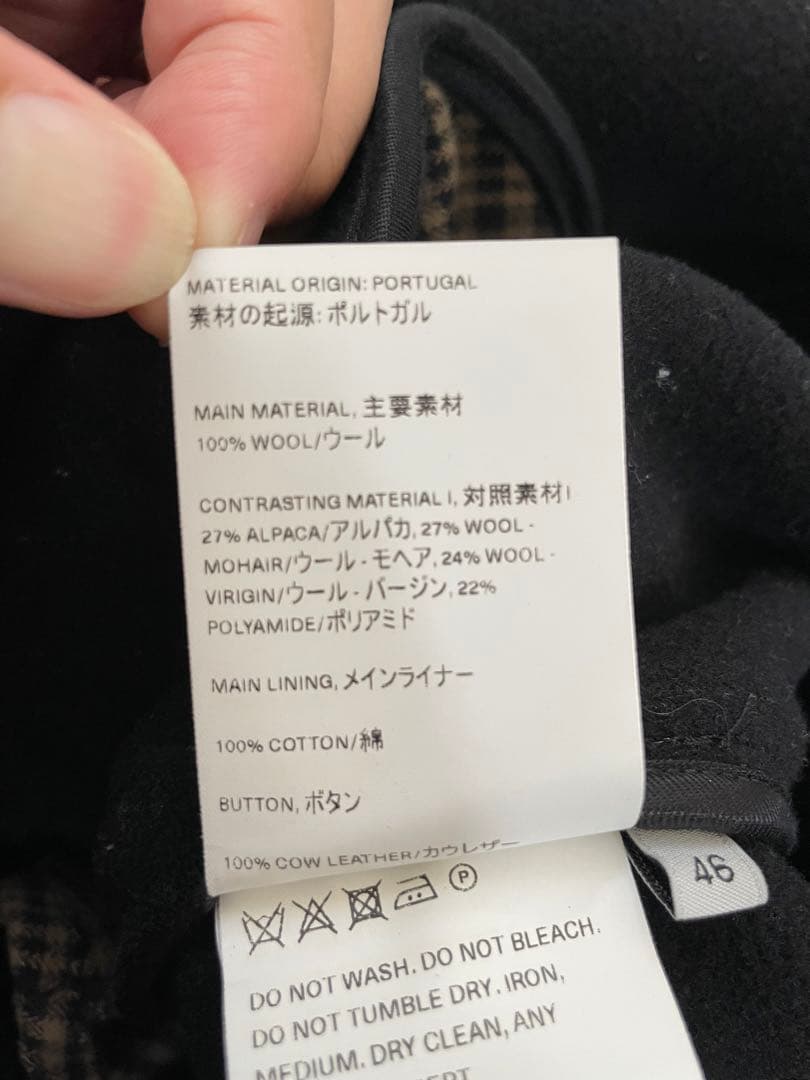 MATERIAL ORIGIN: PORTUGAL
素材の起源: ポルトガル
MAIN MATERIAL, 主要素材
100% WOOL/ウール
CONTRASTING MATERIAL I, 対照素材I
27% ALPACA/アルパカ, 27% WOOL -
MOHAIR/ウール - モヘア, 24% WOOL -
VIRIGIN/ウール - バージン, 22%
POLYAMIDE/ポリアミド
MAIN LINING, メインライナー
100% COTTON/綿
BUTTON, ボタン
100% COW LEATHER/カウレザー
P
46
DO NOT WASH. DO NOT BLEACH.
DO NOT TUMBLE DRY. IRON,
MEDIUM. DRY CLEAN, ANY